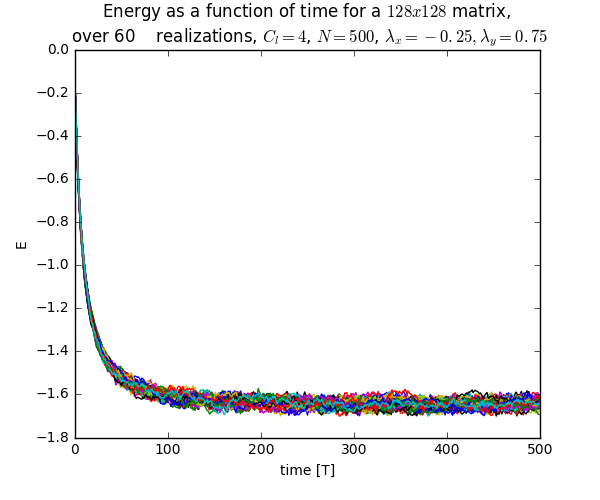 Energy as a function of time for a 128x128 matrix,
over 60 realizations, C_l = 4, N = 500, λ_x = −0.25, λ_y = 0.75
0.0
−0.2
−0.4
−0.6
−0.8
−1.0
−1.2
−1.4
−1.6
−1.8
E
0 100 200 300 400 500
time [T]